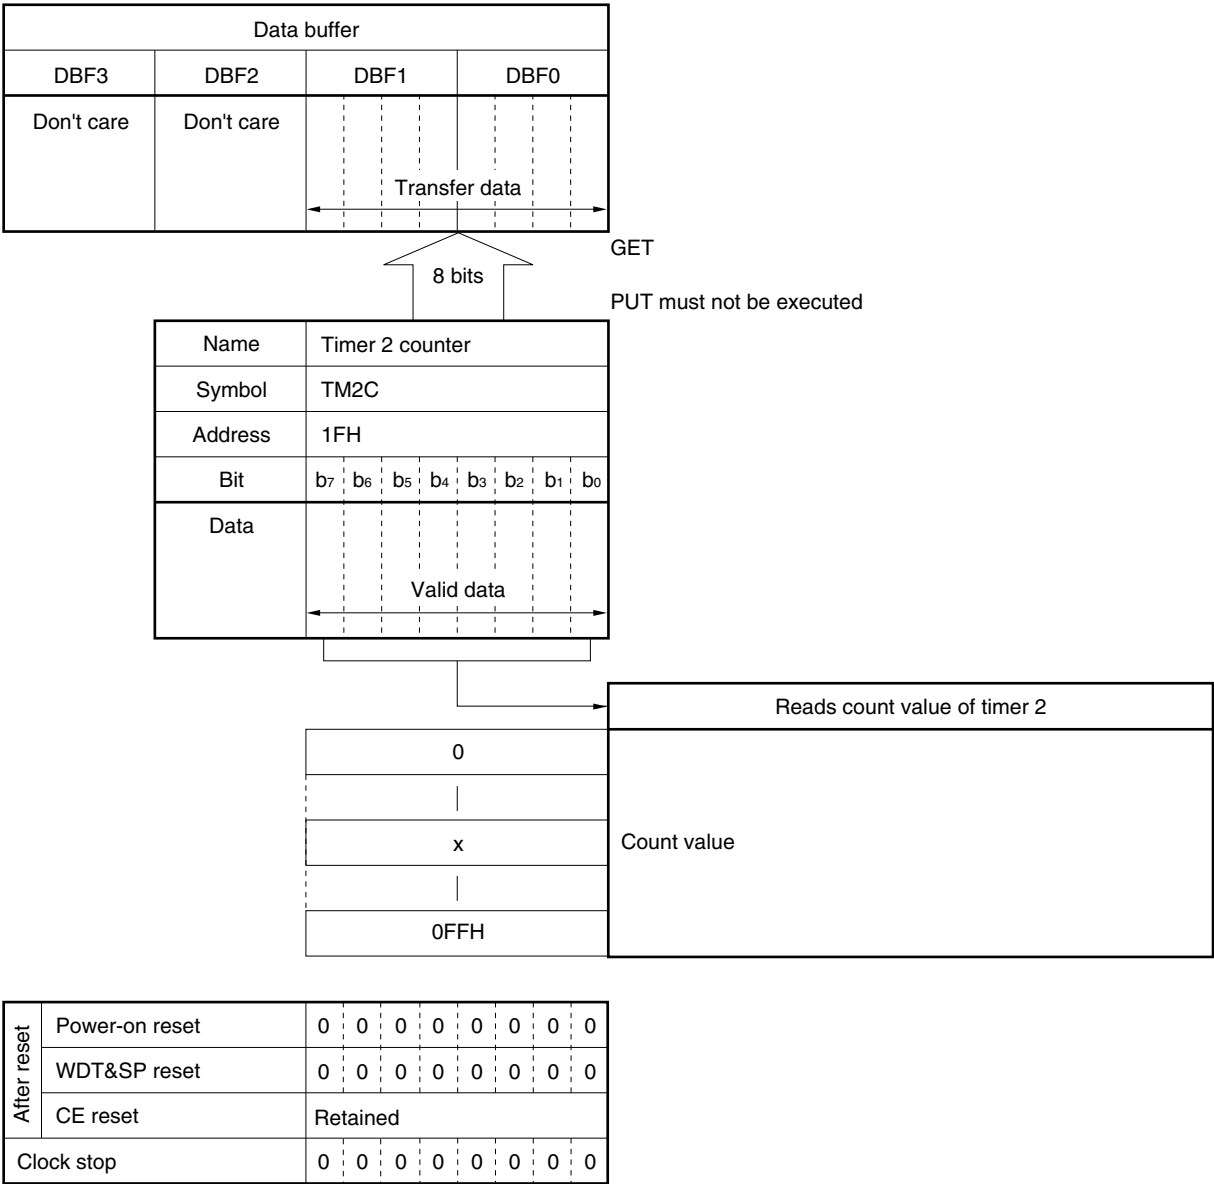 Data buffer
DBF3 DBF2 DBF1 DBF0
Don't care Don't care
Transfer data
GET
8 bits
PUT must not be executed
Name Timer 2 counter
Symbol TM2C
Address 1FH
Bit b7 b6 b5 b4 b3 b2 b1 b0
Data
Valid data
Reads count value of timer 2
0
x Count value
0FFH
After reset
Power-on reset 0 0 0 0 0 0 0 0
WDT&SP reset 0 0 0 0 0 0 0 0
CE reset Retained
Clock stop 0 0 0 0 0 0 0 0